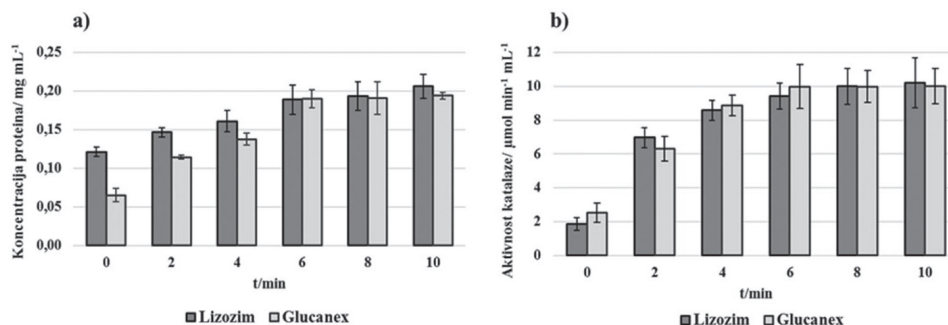 a)
Koncentracija proteina/ mg mL⁻¹
0,25
0,20
0,15
0,10
0,05
0,00
0 2 4 6 8 10
t/min
Lizozim Glucanex
b)
Aktivnost katalaze/ µmol min⁻¹ mL⁻¹
12
10
8
6
4
2
0
0 2 4 6 8 10
t/min
Lizozim Glucanex